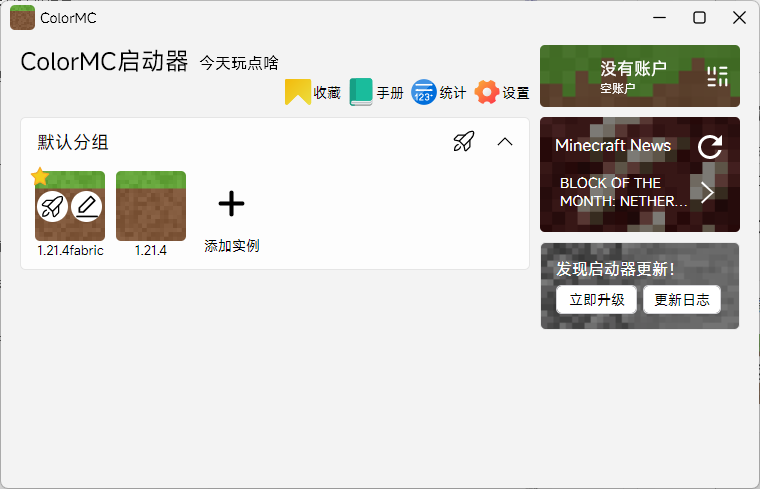 ColorMC
ColorMC启动器 今天玩点啥
收藏 手册 统计 设置
默认分组
1.21.4fabric
1.21.4
添加实例
没有账户
空账户
Minecraft News
BLOCK OF THE
MONTH: NETHER...
发现启动器更新!
立即升级 更新日志
123+